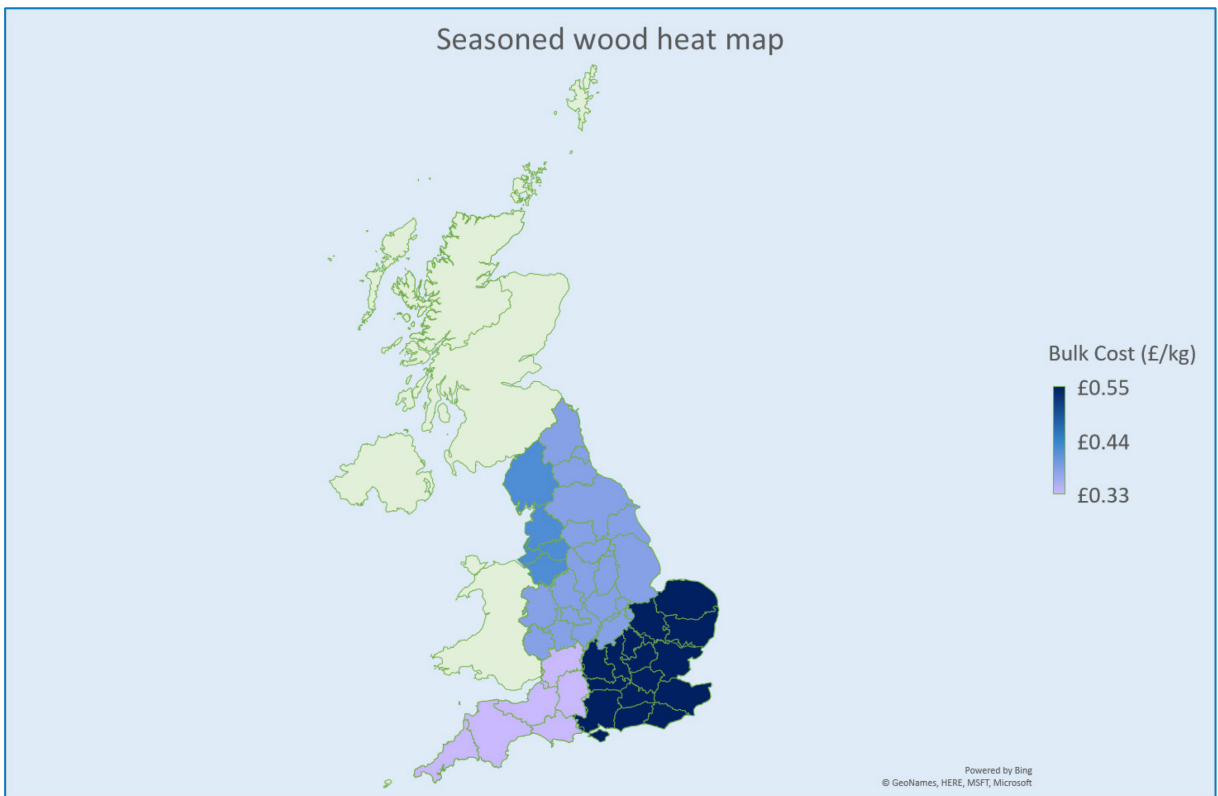 Seasoned wood heat map
Bulk Cost (£/kg)
£0.55
£0.44
£0.33
Powered by Bing
© GeoNames, HERE, MSFT, Microsoft